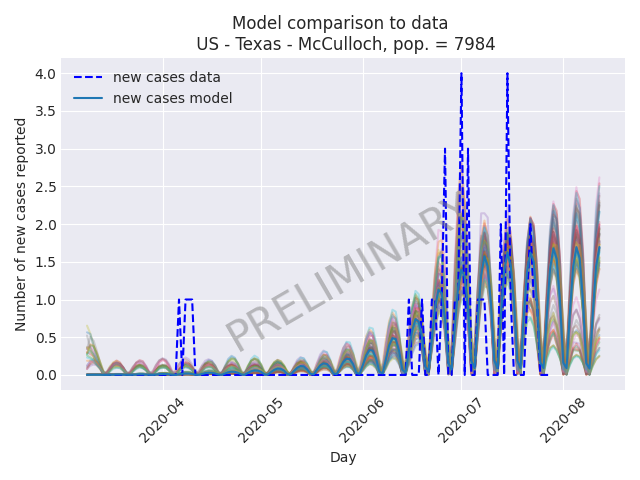 Model comparison to data
US - Texas - McCulloch, pop. = 7984
new cases data
new cases model
Number of new cases reported
4.0
3.5
3.0
2.5
2.0
1.5
1.0
0.5
0.0
PRELIMINARY
2020-04
2020-05
2020-06
2020-07
2020-08
Day